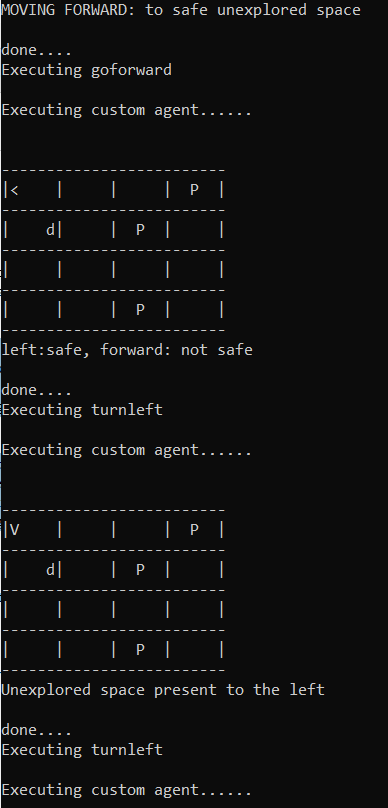 MOVING FORWARD: to safe unexplored space
done....
Executing goforward
Executing custom agent......
-------------------------
|<    |     |     |  P  |
-------------------------
|    d|     |  P  |     |
-------------------------
|     |     |     |     |
-------------------------
|     |     |  P  |     |
-------------------------
left:safe, forward: not safe
done....
Executing turnleft
Executing custom agent......
-------------------------
|V    |     |     |  P  |
-------------------------
|    d|     |  P  |     |
-------------------------
|     |     |     |     |
-------------------------
|     |     |  P  |     |
-------------------------
Unexplored space present to the left
done....
Executing turnleft
Executing custom agent......